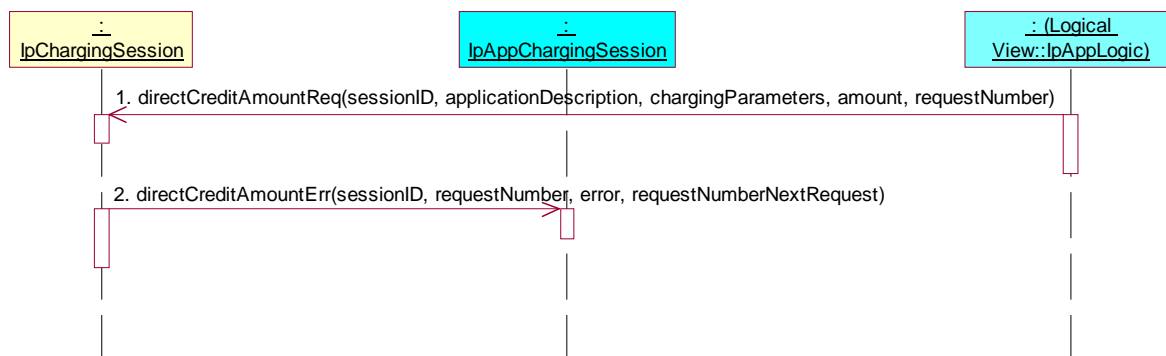 :
IpChargingSession
:
IpAppChargingSession
: (Logical
View::IpAppLogic)
1. directCreditAmountReq(sessionID, applicationDescription, chargingParameters, amount, requestNumber)
2. directCreditAmountErr(sessionID, requestNumber, error, requestNumberNextRequest)